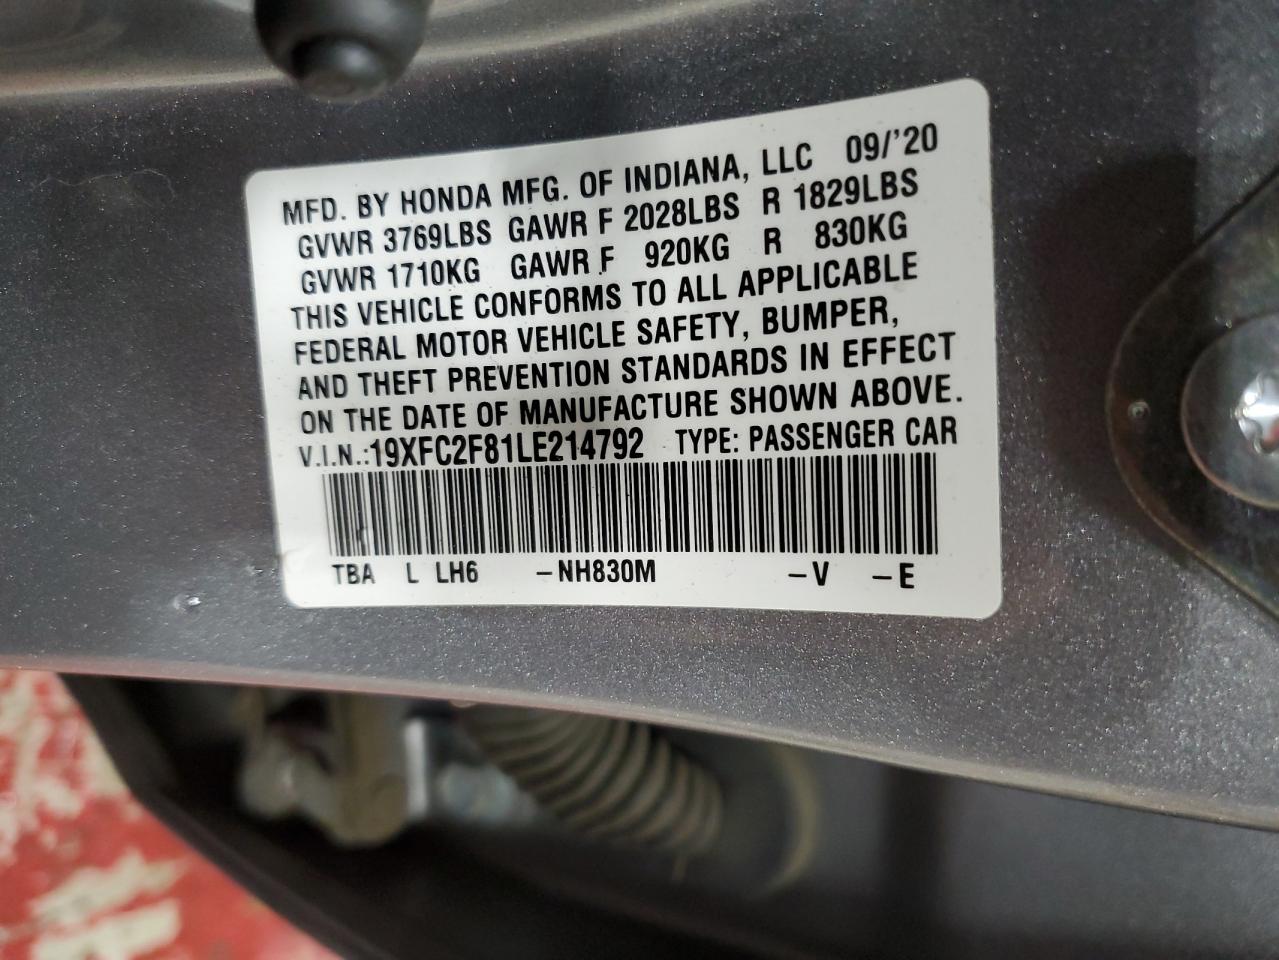 MFD. BY HONDA MFG. OF INDIANA, LLC 09/'20
GVWR 3769LBS GAWR F 2028LBS R 1829LBS
GVWR 1710KG GAWR F 920KG R 830KG
THIS VEHICLE CONFORMS TO ALL APPLICABLE
FEDERAL MOTOR VEHICLE SAFETY, BUMPER,
AND THEFT PREVENTION STANDARDS IN EFFECT
ON THE DATE OF MANUFACTURE SHOWN ABOVE.
V.I.N.:19XFC2F81LE214792 TYPE: PASSENGER CAR
TBA L LH6 -NH830M -V -E